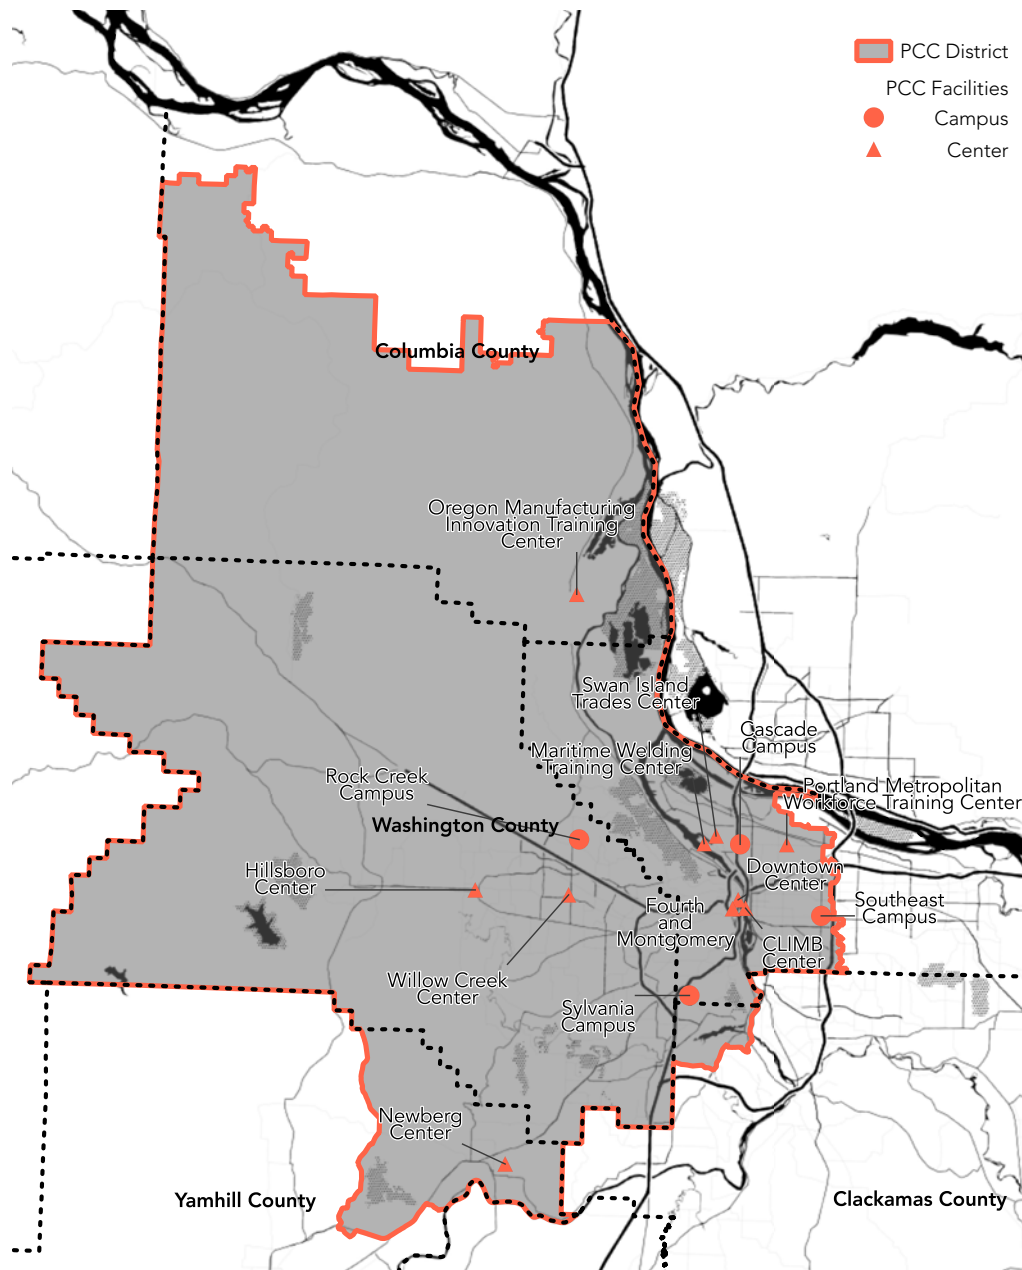 PCC District
PCC Facilities
Campus
Center
Columbia County
Oregon Manufacturing
Innovation Training
Center
Swan Island
Trades Center
Cascade
Campus
Maritime Welding
Training Center
Rock Creek
Campus
Portland Metropolitan
Workforce Training Center
Washington County
Hillsboro
Center
Downtown
Center
Fourth
and
Montgomery
Southeast
Campus
CLIMB
Center
Willow Creek
Center
Sylvania
Campus
Newberg
Center
Yamhill County
Clackamas County